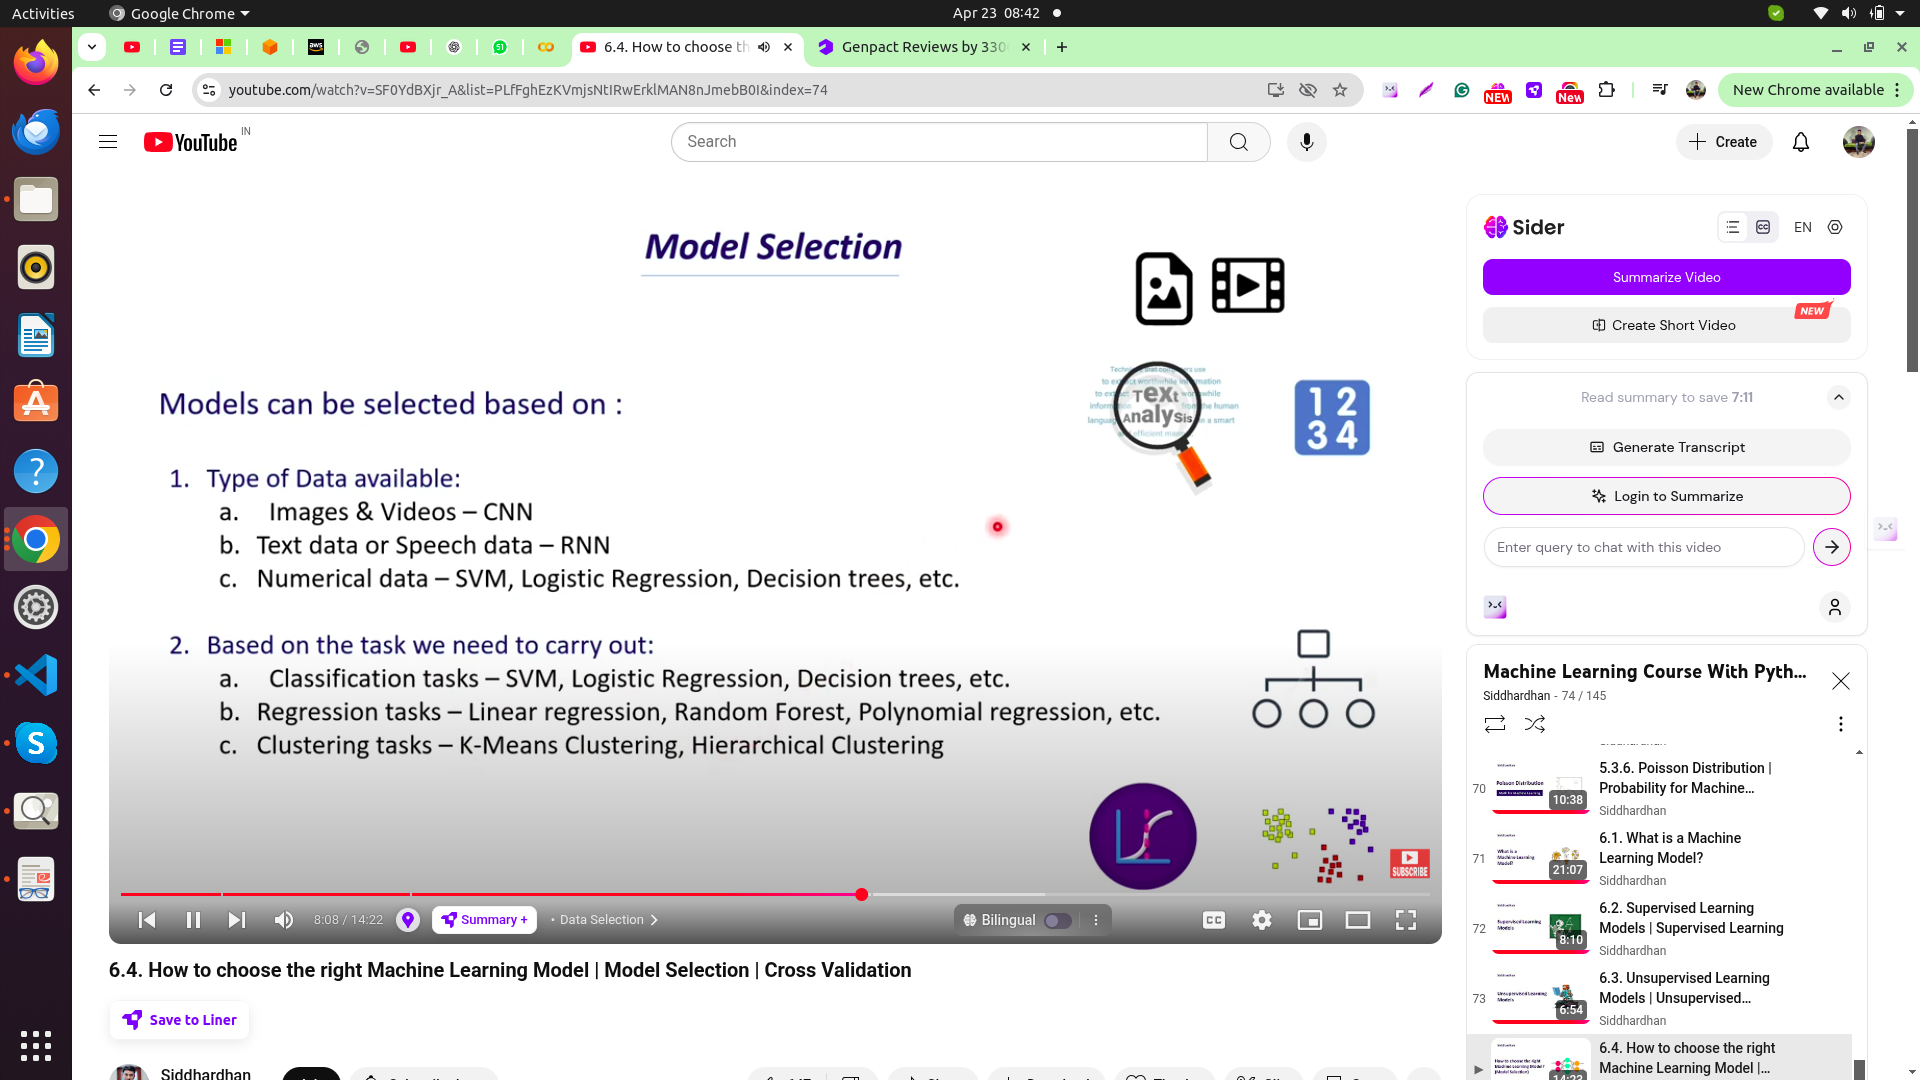 Activities
Google Chrome
Apr 23 08:42
6.4. How to choose th
Genpact Reviews by 330
youtube.com/watch?v=SF0YdBXjr_A&list=PLfFghEzKVmjsNtIRwErklMAN8nJmebB0I&index=74
NEW
New
New Chrome available
YouTube
IN
Search
Create
Model Selection
Models can be selected based on :
1. Type of Data available:
a. Images & Videos – CNN
b. Text data or Speech data – RNN
c. Numerical data – SVM, Logistic Regression, Decision trees, etc.
2. Based on the task we need to carry out:
a. Classification tasks – SVM, Logistic Regression, Decision trees, etc.
b. Regression tasks – Linear regression, Random Forest, Polynomial regression, etc.
c. Clustering tasks – K-Means Clustering, Hierarchical Clustering
Text
Analysis
1 2
3 4
SUBSCRIBE
8:08 / 14:22
Summary +
• Data Selection
Bilingual
CC
6.4. How to choose the right Machine Learning Model | Model Selection | Cross Validation
Save to Liner
Siddhardhan
Sider
EN
Summarize Video
NEW
Create Short Video
Read summary to save 7:11
Generate Transcript
Login to Summarize
Enter query to chat with this video
Machine Learning Course With Pyth...
Siddhardhan - 74 / 145
70
Poisson Distribution
10:38
5.3.6. Poisson Distribution |
Probability for Machine...
Siddhardhan
71
21:07
6.1. What is a Machine
Learning Model?
Siddhardhan
72
8:10
6.2. Supervised Learning
Models | Supervised Learning
Siddhardhan
73
6:54
6.3. Unsupervised Learning
Models | Unsupervised...
Siddhardhan
6.4. How to choose the right
Machine Learning Model |...